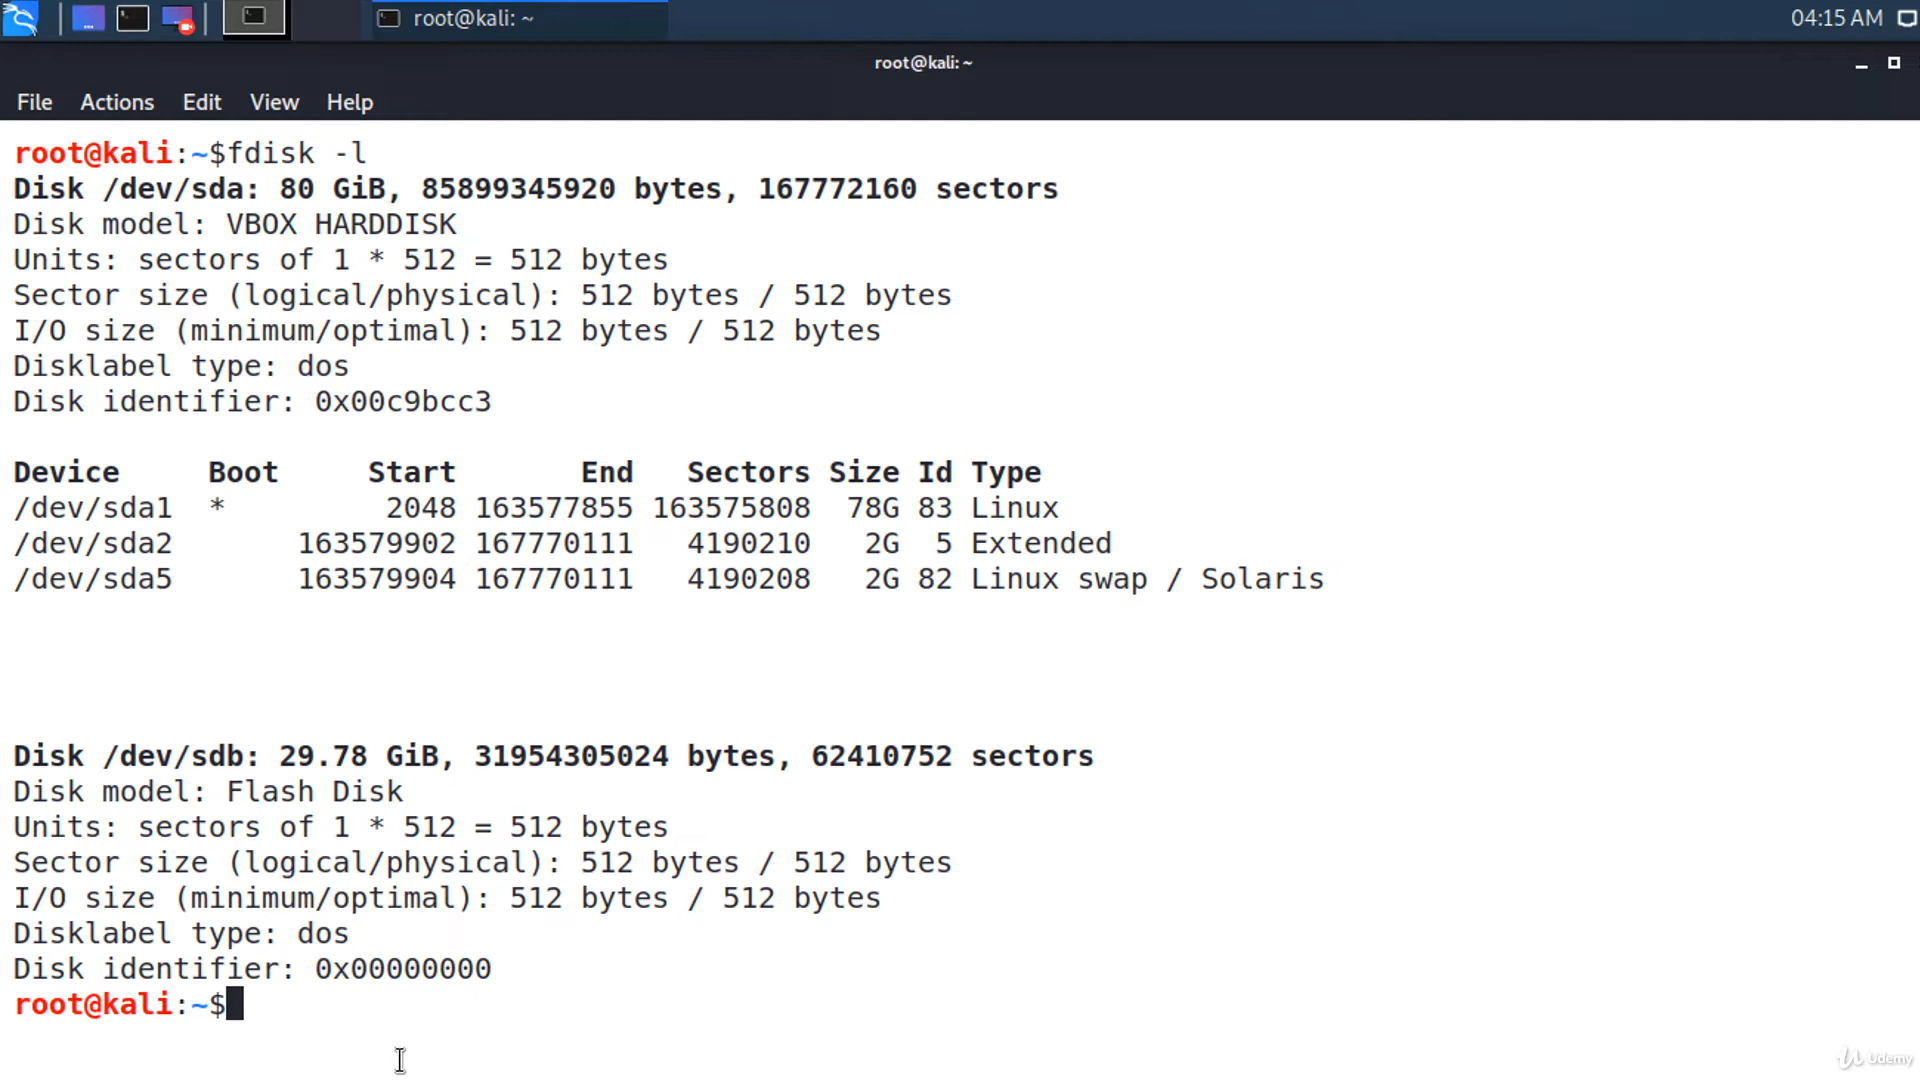 root@kali: ~
04:15 AM
root@kali: ~
File Actions Edit View Help
root@kali:~$fdisk -l
Disk /dev/sda: 80 GiB, 85899345920 bytes, 167772160 sectors
Disk model: VBOX HARDDISK
Units: sectors of 1 * 512 = 512 bytes
Sector size (logical/physical): 512 bytes / 512 bytes
I/O size (minimum/optimal): 512 bytes / 512 bytes
Disklabel type: dos
Disk identifier: 0x00c9bcc3
Device Boot Start End Sectors Size Id Type
/dev/sda1 * 2048 163577855 163575808 78G 83 Linux
/dev/sda2 163579902 167770111 4190210 2G 5 Extended
/dev/sda5 163579904 167770111 4190208 2G 82 Linux swap / Solaris
Disk /dev/sdb: 29.78 GiB, 31954305024 bytes, 62410752 sectors
Disk model: Flash Disk
Units: sectors of 1 * 512 = 512 bytes
Sector size (logical/physical): 512 bytes / 512 bytes
I/O size (minimum/optimal): 512 bytes / 512 bytes
Disklabel type: dos
Disk identifier: 0x00000000
root@kali:~$
Udemy